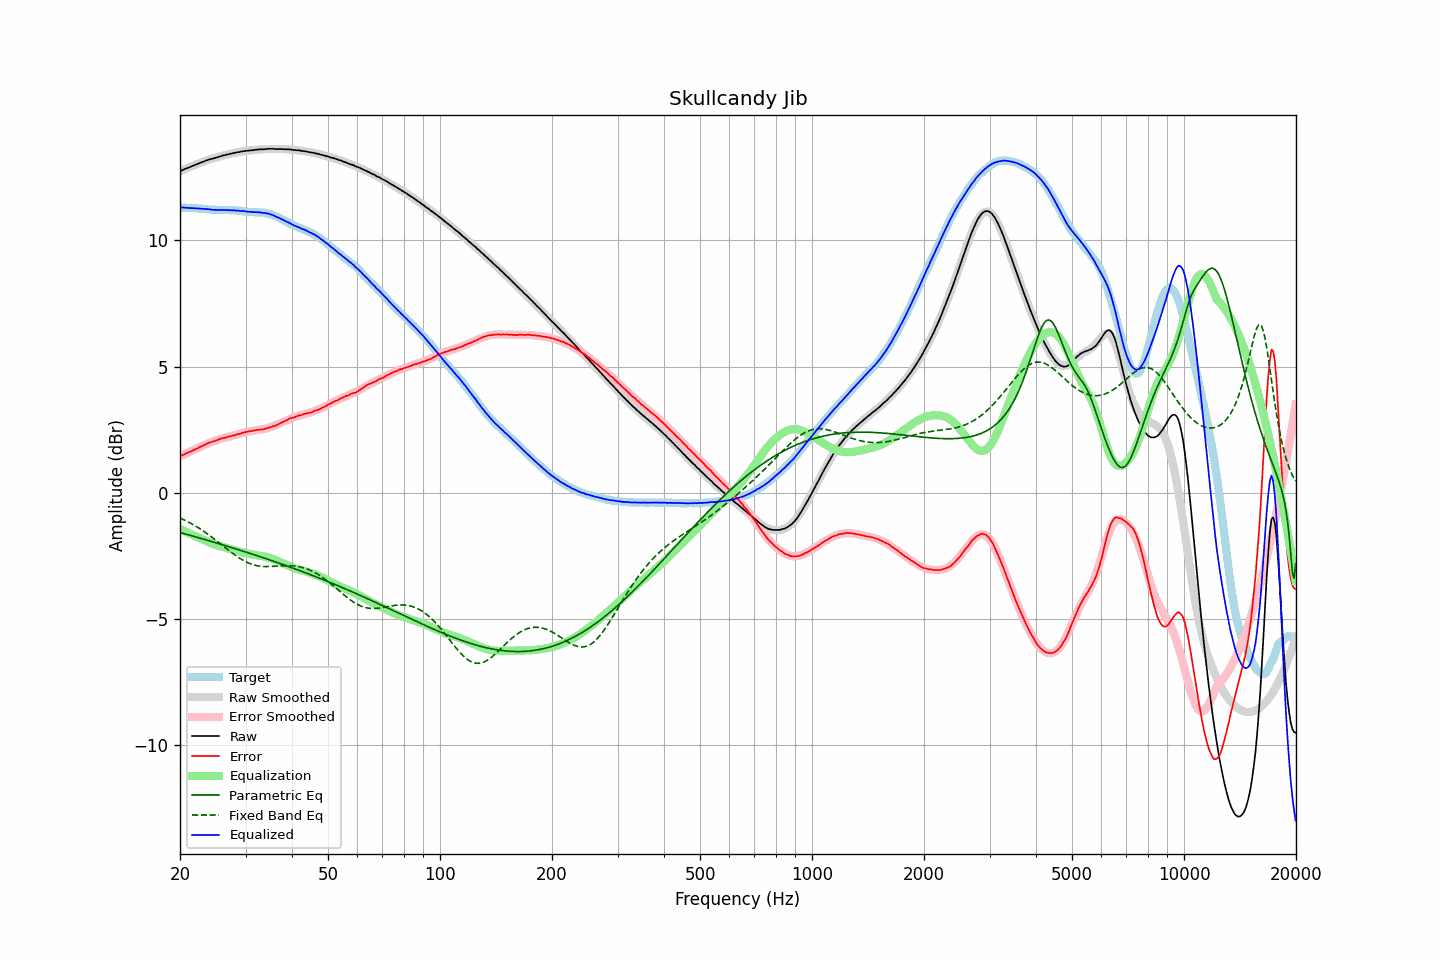 Skullcandy Jib
Amplitude (dBr)
10
5
0
−5
−10
Target
Raw Smoothed
Error Smoothed
Raw
Error
Equalization
Parametric Eq
Fixed Band Eq
Equalized
20 50 100 200 500 1000 2000 5000 10000 20000
Frequency (Hz)